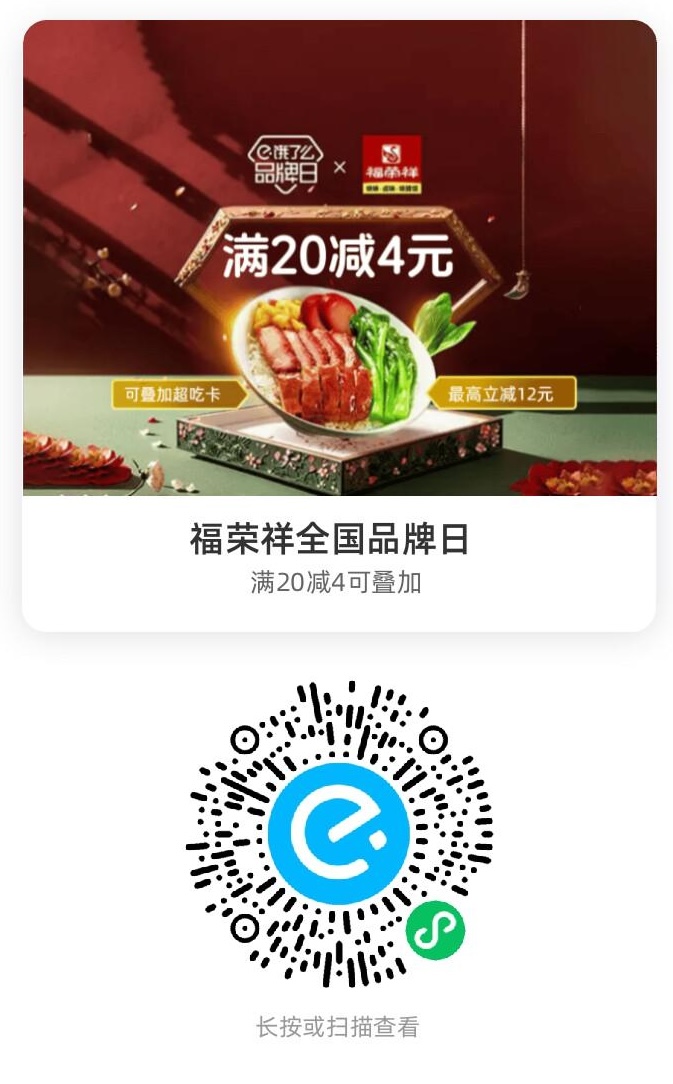 饿了么
品牌日
×
福荣祥
满20减4元
可叠加超吃卡
最高立减12元
福荣祥全国品牌日
满20减4可叠加
长按或扫描查看